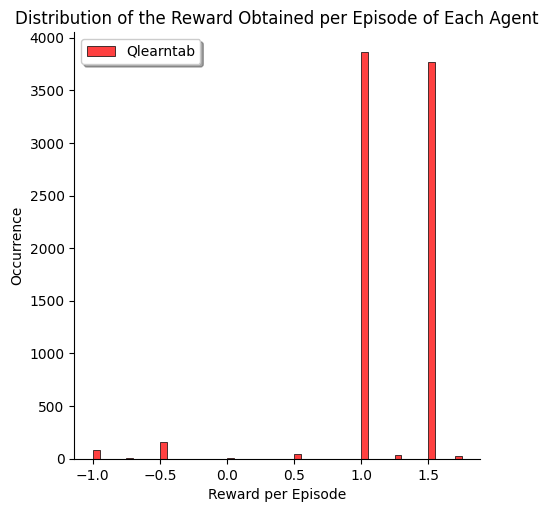 Distribution of the Reward Obtained per Episode of Each Agent
Qlearntab
Occurrence
4000
3500
3000
2500
2000
1500
1000
500
0
−1.0 −0.5 0.0 0.5 1.0 1.5
Reward per Episode